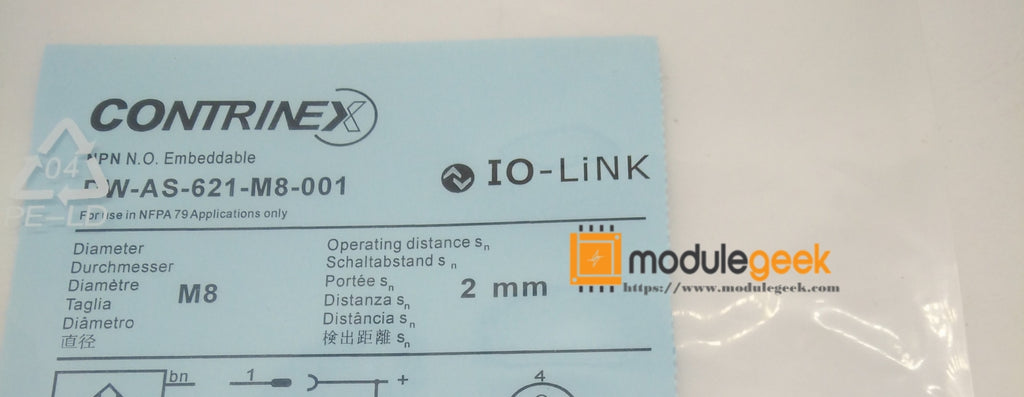 CONTRINEX
NPN N.O. Embeddable
DW-AS-621-M8-001
For use in NFPA 79 Applications only
IO-LiNK
04
PE-LD
Diameter
Durchmesser
Diamètre
Taglia
Diâmetro
直径
M8
Operating distance sn
Schaltabstand sn
Portée sn
Distanza sn
Distância sn
検出距離 sn
2 mm
modulegeek
https://www.modulegeek.com
bn
1
+
4